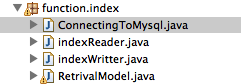 function.index
ConnectingToMysql.java
indexReader.java
indexWritter.java
RetrivalModel.java